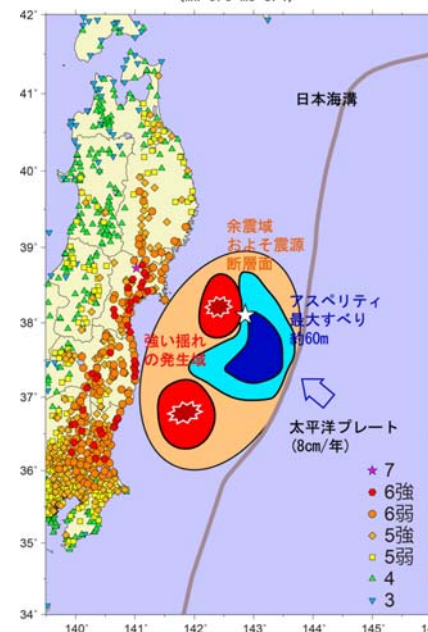 42°
41°
40°
39°
38°
37°
36°
35°
34°
日本海溝
余震域
およそ震源
断層面
アスペリティ
最大すべり
約60m
強い揺れ
の発生域
太平洋プレート
(8cm/年)
7
6強
6弱
5強
5弱
4
3
140°
141°
142°
143°
144°
145°